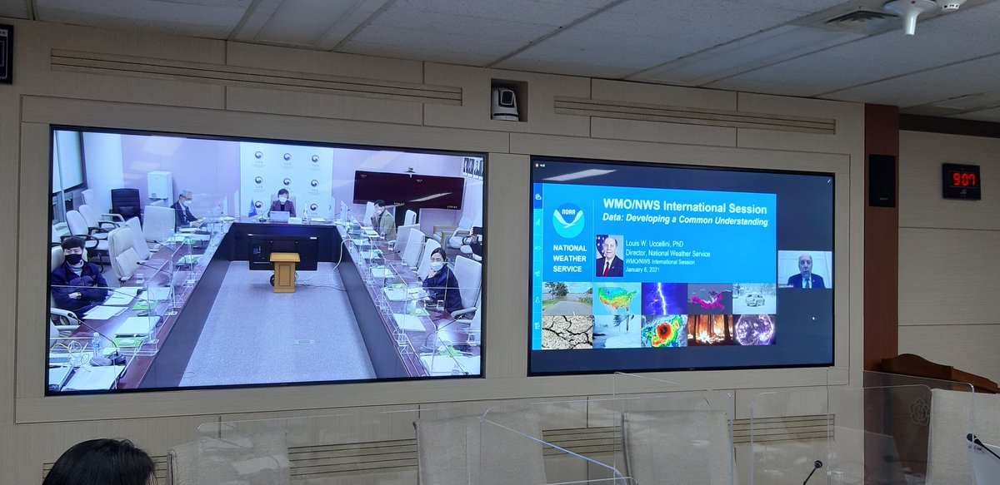 WMO/NWS International Session
Data: Developing a Common Understanding
NOAA
NATIONAL
WEATHER
SERVICE
Louis W. Uccellini, PhD
Director, National Weather Service
WMO/NWS International Session
January 8, 2021
9:07